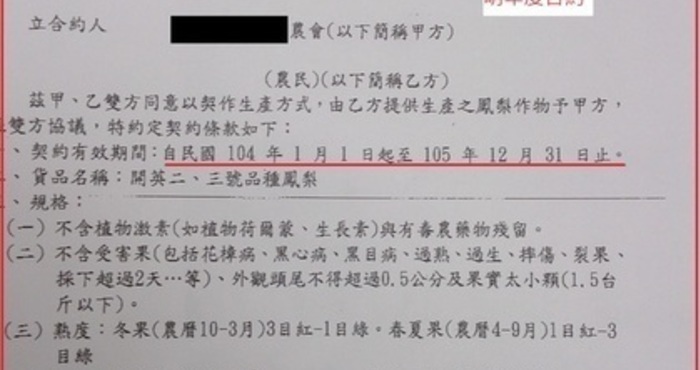 立合約人 農會(以下簡稱甲方)
(農民)(以下簡稱乙方)
茲甲、乙雙方同意以契作生產方式，由乙方提供生產之鳳梨作物予甲方，
雙方協議，特約定契約條款如下：
、契約有效期間：自民國 104 年 1 月 1 日起至 105 年 12 月 31 日止。
、貨品名稱：開英二、三號品種鳳梨
、規格：
(一) 不含植物激素(如植物荷爾蒙、生長素)與有毒農藥物殘留。
(二) 不含受害果(包括花樟病、黑心病、黑目病、過熟、過生、摔傷、裂果、
採下超過2天…等)、外觀頭尾不得超過0.5公分及果實太小顆(1.5台
斤以下)。
(三) 熟度：冬果(農曆10-3月)3目紅-1目綠。春夏果(農曆4-9月)1目紅-3
目綠